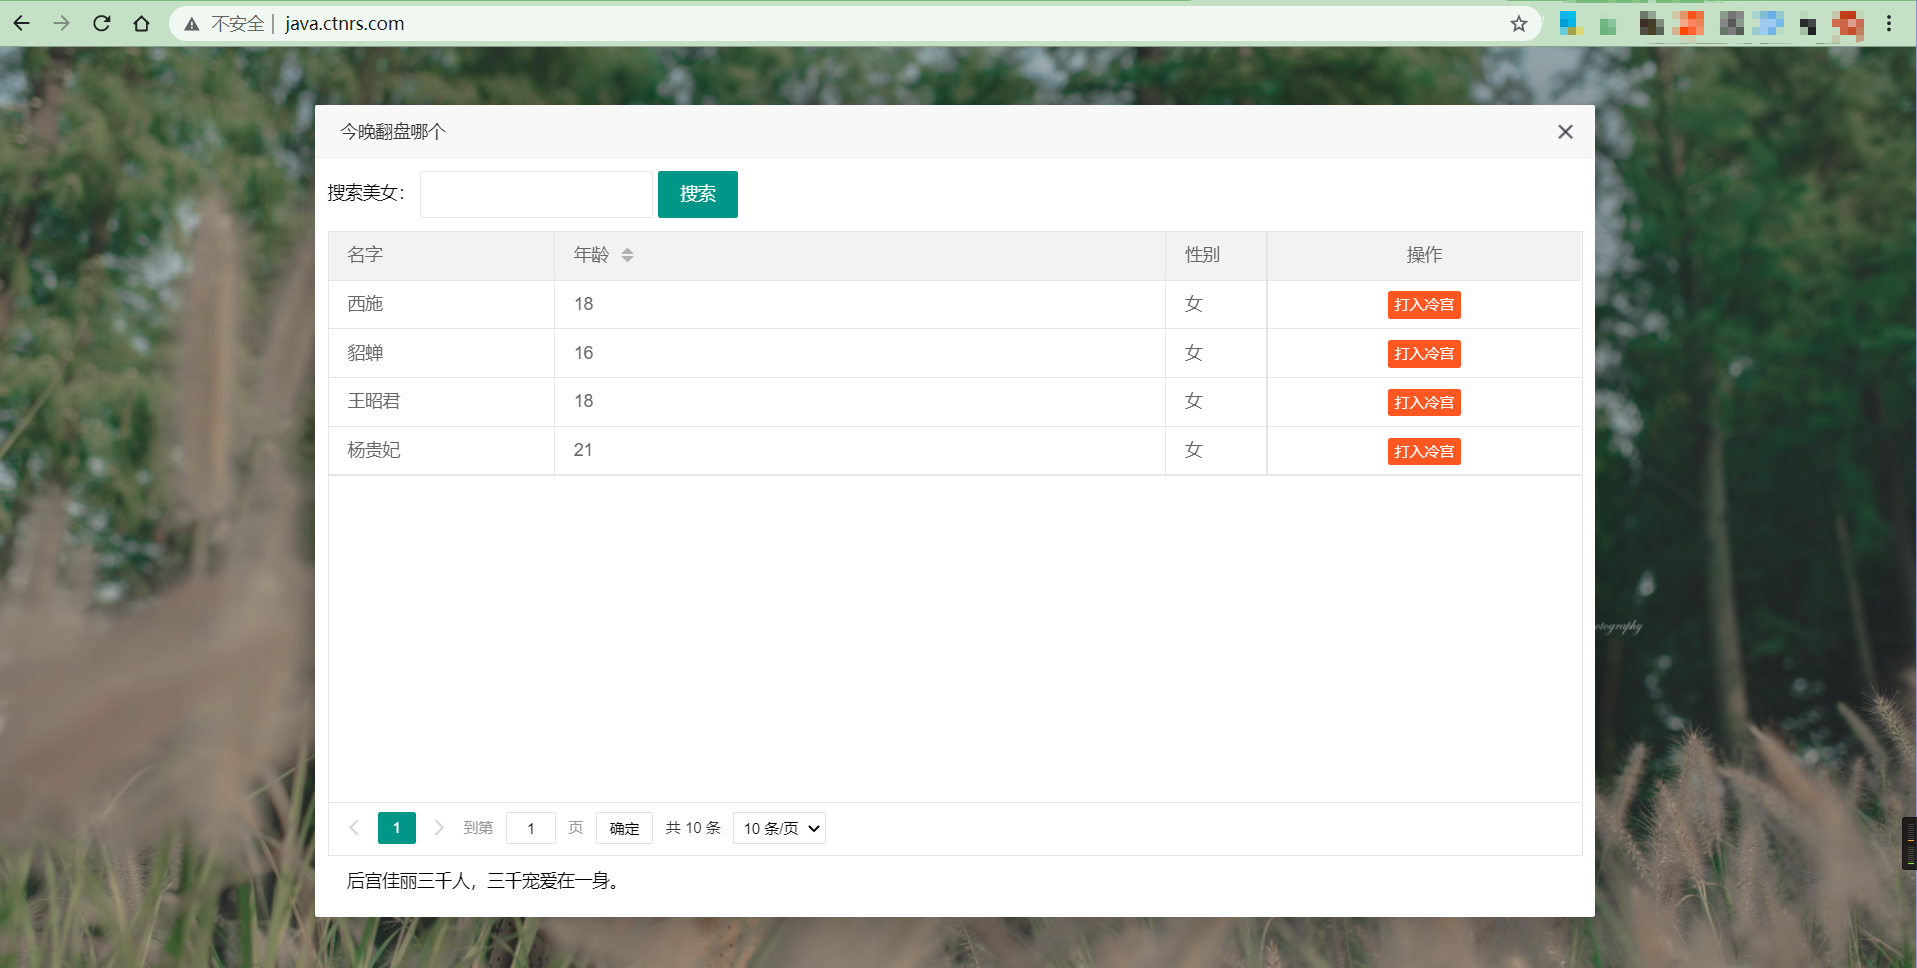 不安全 | java.ctnrs.com
今晚翻盘哪个
搜索美女： 搜索
名字 年龄 性别 操作
西施 18 女 打入冷宫
貂蝉 16 女 打入冷宫
王昭君 18 女 打入冷宫
杨贵妃 21 女 打入冷宫
otography
1 到第 1 页 确定 共 10 条 10 条/页
后宫佳丽三千人，三千宠爱在一身。